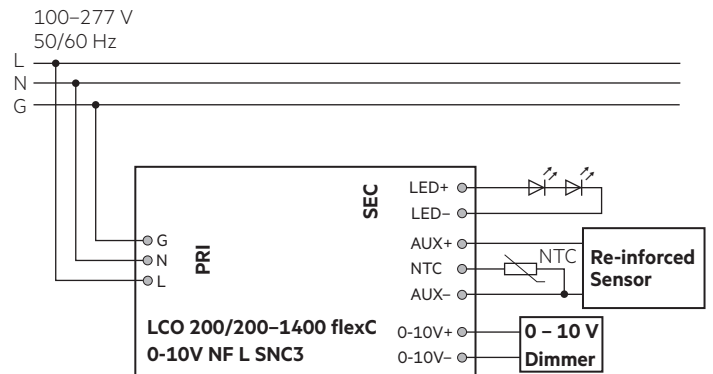 100–277 V
50/60 Hz
L
N
G
PRI
G
N
L
SEC
LED+
LED–
AUX+
NTC
AUX–
0-10V+
0-10V–
NTC
Re-inforced
Sensor
0 – 10 V
Dimmer
LCO 200/200–1400 flexC
0-10V NF L SNC3